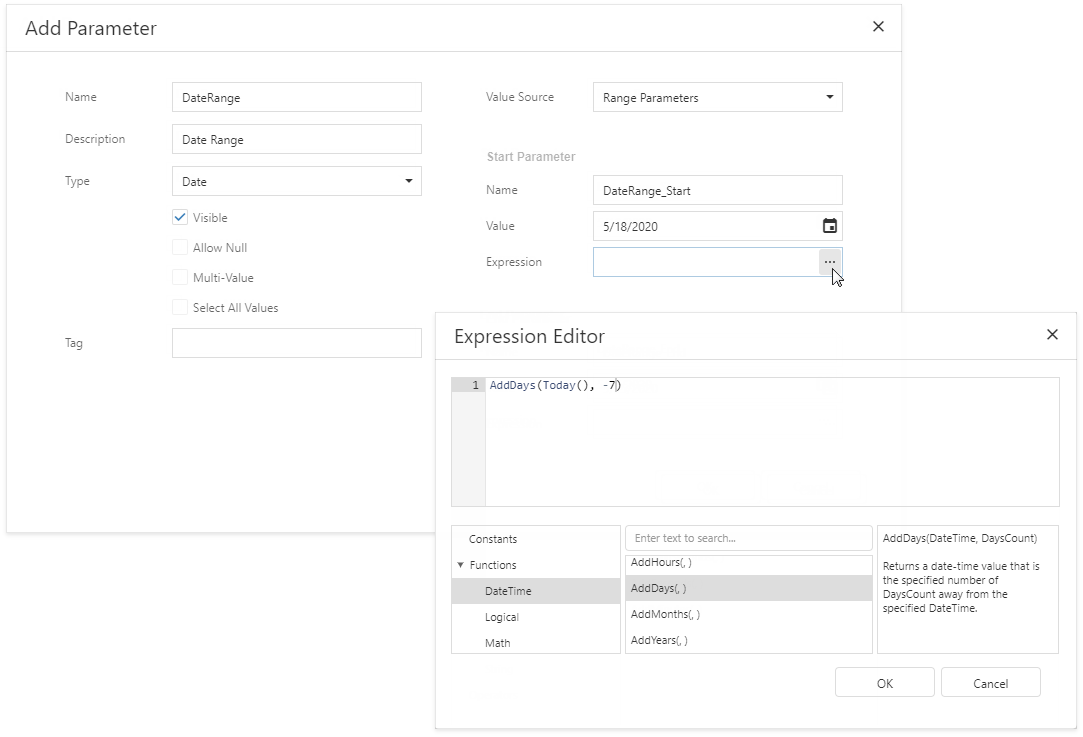 Add Parameter
Name
DateRange
Description
Date Range
Type
Date
Visible
Allow Null
Multi-Value
Select All Values
Tag
Value Source
Range Parameters
Start Parameter
Name
DateRange_Start
Value
5/18/2020
Expression
...
Expression Editor
1 AddDays(Today(), -7)
Constants
Functions
DateTime
Logical
Math
Enter text to search...
AddHours(, )
AddDays(, )
AddMonths(, )
AddYears(, )
AddDays(DateTime, DaysCount)
Returns a date-time value that is
the specified number of
DaysCount away from the
specified DateTime.
OK
Cancel